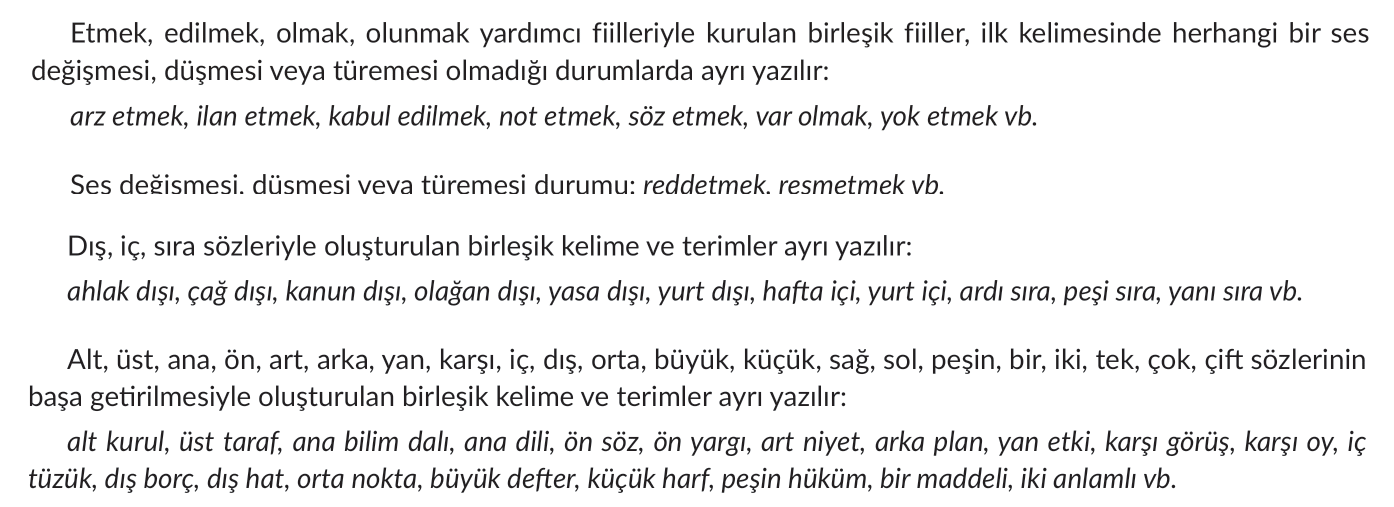 Etmek, edilmek, olmak, olunmak yardımcı fiilleriyle kurulan birleşik fiiller, ilk kelimesinde herhangi bir ses
değişmesi, düşmesi veya türemesi olmadığı durumlarda ayrı yazılır:
arz etmek, ilan etmek, kabul edilmek, not etmek, söz etmek, var olmak, yok etmek vb.
Ses değişmesi, düşmesi veya türemesi durumu: reddetmek, resmetmek vb.
Dış, iç, sıra sözleriyle oluşturulan birleşik kelime ve terimler ayrı yazılır:
ahlak dışı, çağ dışı, kanun dışı, olağan dışı, yasa dışı, yurt dışı, hafta içi, yurt içi, ardı sıra, peşi sıra, yanı sıra vb.
Alt, üst, ana, ön, art, arka, yan, karşı, iç, dış, orta, büyük, küçük, sağ, sol, peşin, bir, iki, tek, çok, çift sözlerinin
başa getirilmesiyle oluşturulan birleşik kelime ve terimler ayrı yazılır:
alt kurul, üst taraf, ana bilim dalı, ana dili, ön söz, ön yargı, art niyet, arka plan, yan etki, karşı görüş, karşı oy, iç
tüzük, dış borç, dış hat, orta nokta, büyük defter, küçük harf, peşin hüküm, bir maddeli, iki anlamlı vb.